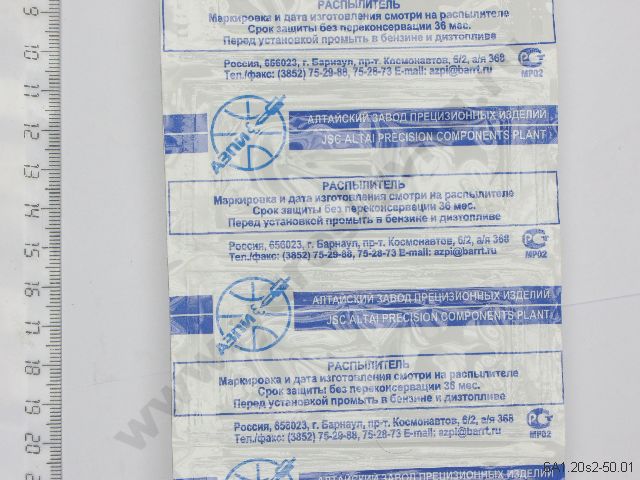 РАСПЫЛИТЕЛЬ
Маркировка и дата изготовления смотри на распылителе
Срок защиты без переконсервации 36 мес.
Перед установкой промыть в бензине и дизтопливе
Россия, 656023, г. Барнаул, пр-т. Космонавтов, 6/2, а/я 368
Тел./факс: (3852) 75-29-88, 75-28-73 E-mail: azpi@barrt.ru
МР02
АЗПИ
АЛТАЙСКИЙ ЗАВОД ПРЕЦИЗИОННЫХ ИЗДЕЛИЙ
JSC ALTAI PRECISION COMPONENTS PLANT
РАСПЫЛИТЕЛЬ
Маркировка и дата изготовления смотри на распылителе
Срок защиты без переконсервации 36 мес.
Перед установкой промыть в бензине и дизтопливе
Россия, 656023, г. Барнаул, пр-т. Космонавтов, 6/2, а/я 368
Тел./факс: (3852) 75-29-88, 75-28-73 E-mail: azpi@barrt.ru
МР02
АЗПИ
АЛТАЙСКИЙ ЗАВОД ПРЕЦИЗИОННЫХ ИЗДЕЛИЙ
JSC ALTAI PRECISION COMPONENTS PLANT
РАСПЫЛИТЕЛЬ
Маркировка и дата изготовления смотри на распылителе
Срок защиты без переконсервации 36 мес.
Перед установкой промыть в бензине и дизтопливе
Россия, 656023, г. Барнаул, пр-т. Космонавтов, 6/2, а/я 368
Тел./факс: (3852) 75-29-88, 75-28-73 E-mail: azpi@barrt.ru
МР02
АЛТАЙСКИЙ ЗАВОД ПРЕЦИЗИОННЫХ ИЗДЕЛИЙ
9
10
11
12
13
14
15
16
17
18
19
20
21
6A1.20s2-50.01